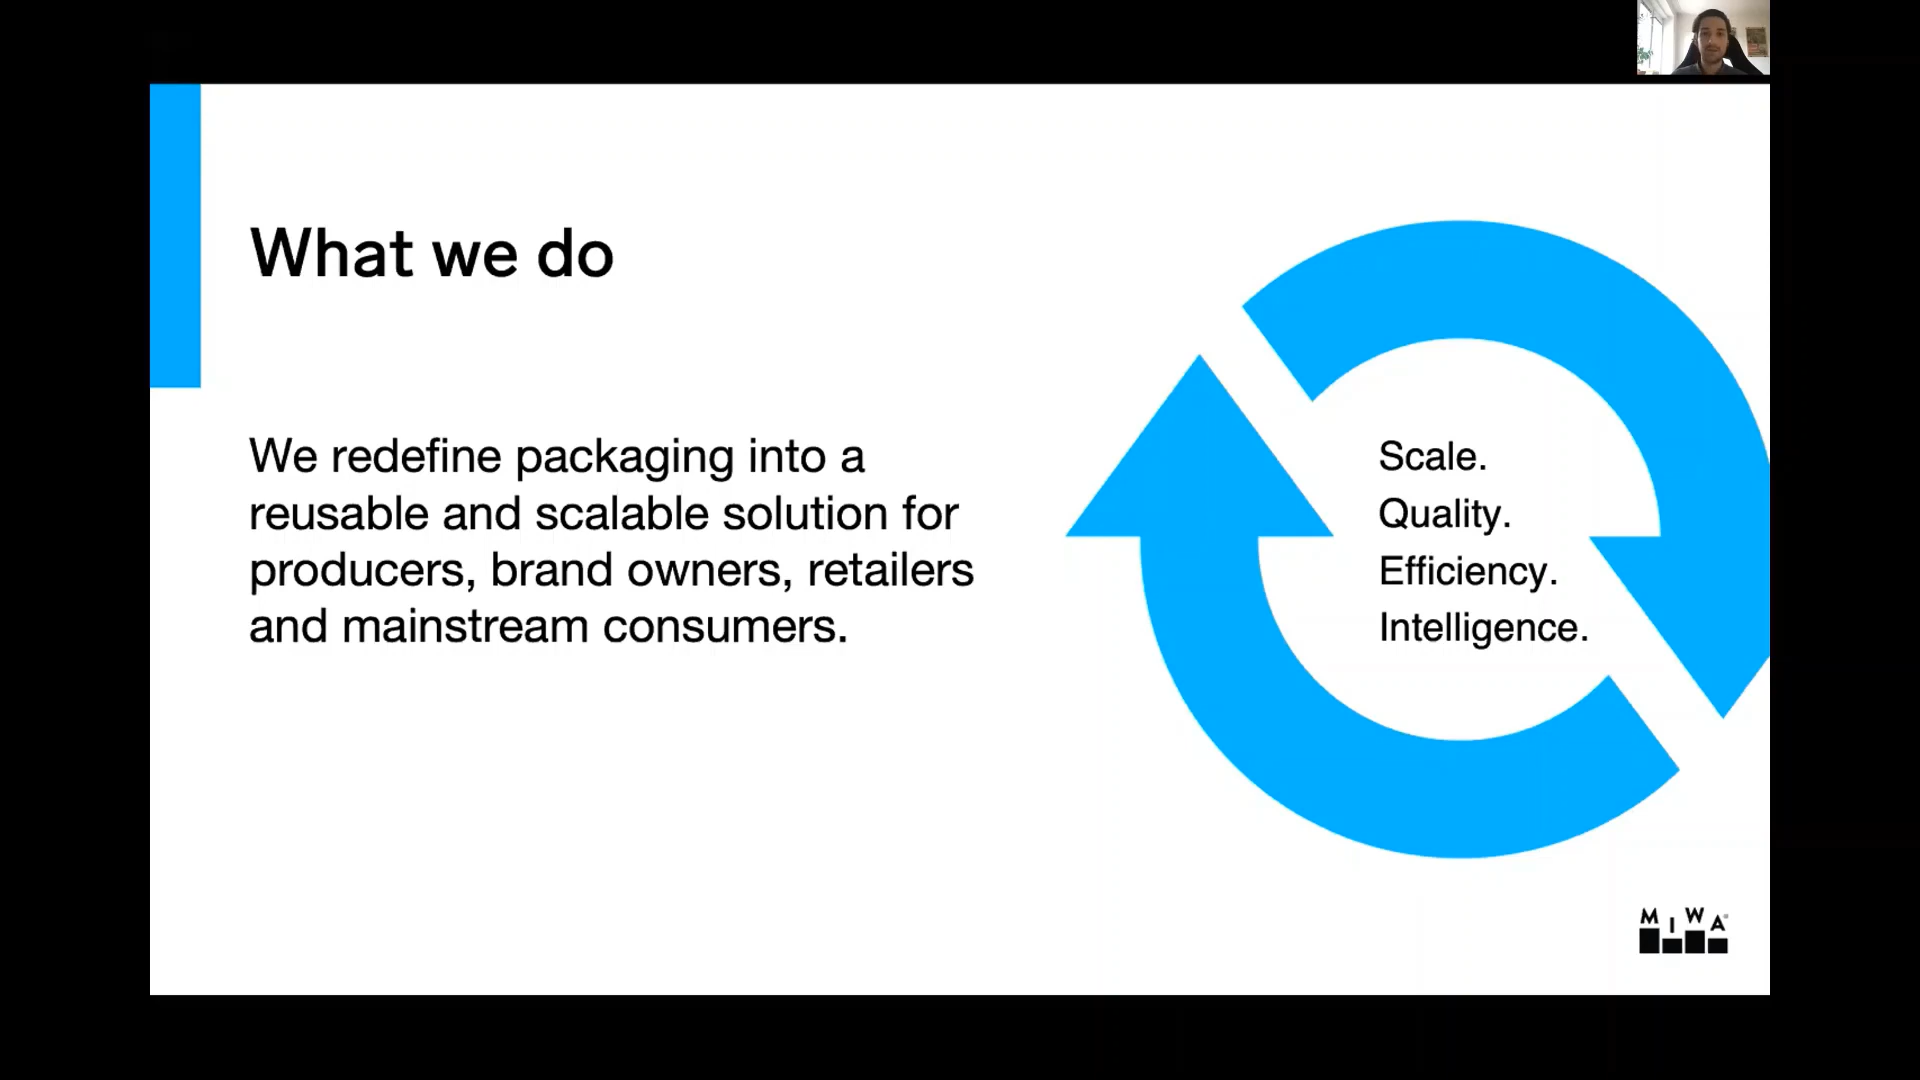 What we do
We redefine packaging into a
reusable and scalable solution for
producers, brand owners, retailers
and mainstream consumers.
Scale.
Quality.
Efficiency.
Intelligence.
MIWA